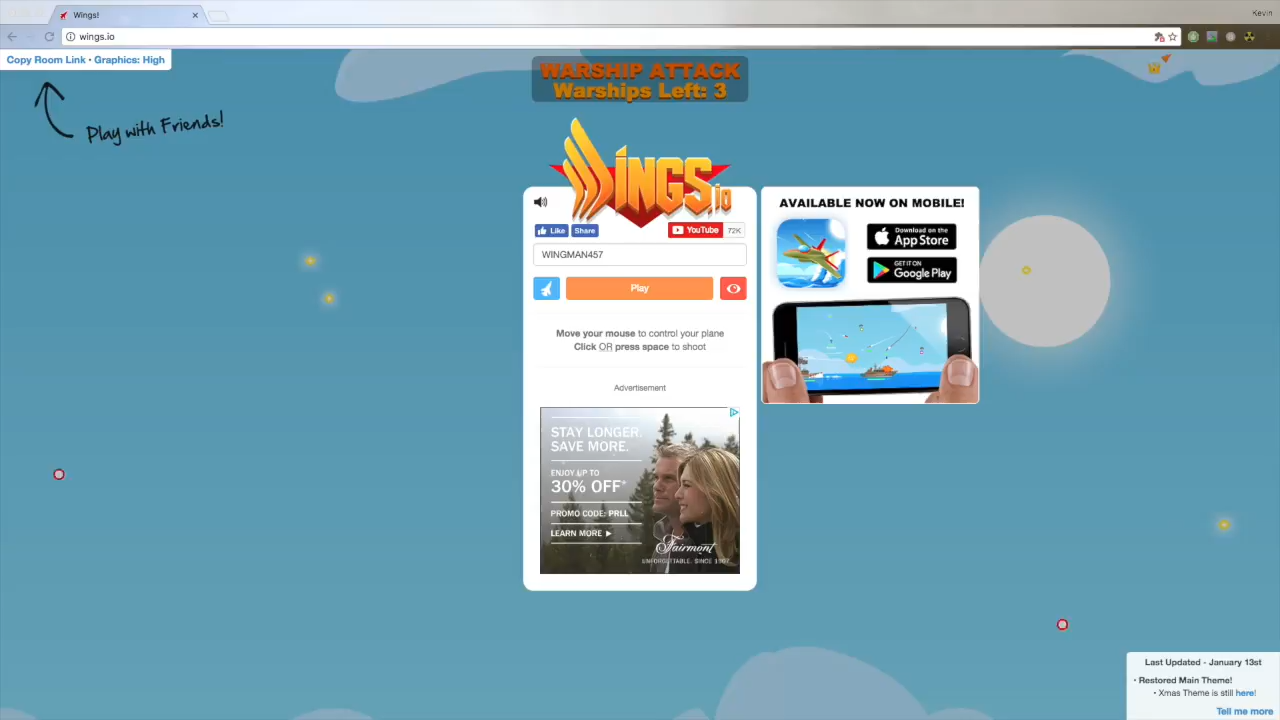 Wings!
Kevin
wings.io
Copy Room Link • Graphics: High
Play with Friends!
WARSHIP ATTACK
Warships Left: 3
WINGS.io
Like
Share
YouTube
72K
WINGMAN457
Play
Move your mouse to control your plane
Click OR press space to shoot
Advertisement
STAY LONGER.
SAVE MORE.
ENJOY UP TO
30% OFF*
PROMO CODE: PRLL
LEARN MORE ▶
Fairmont
UNFORGETTABLE. SINCE 1907.
AVAILABLE NOW ON MOBILE!
Download on the
App Store
GET IT ON
Google Play
Last Updated - January 13st
• Restored Main Theme!
• Xmas Theme is still here!
Tell me more